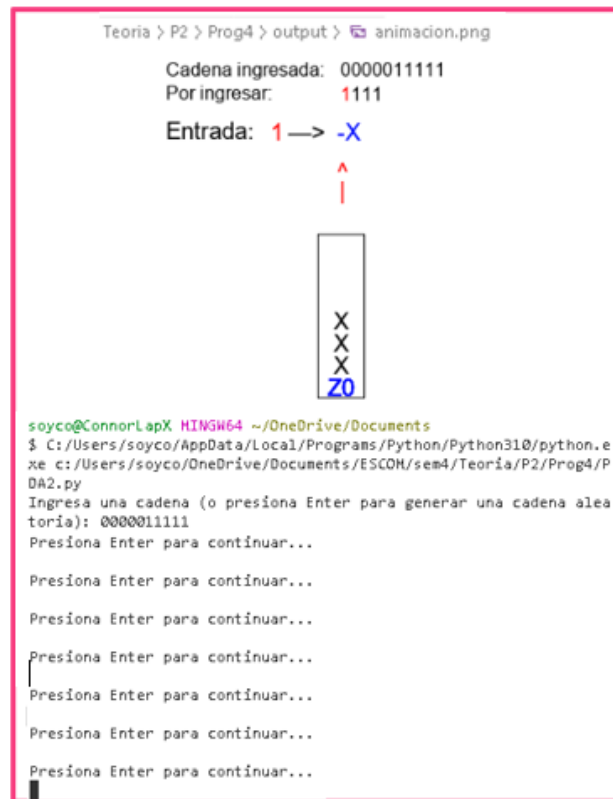 Teoria > P2 > Prog4 > output > animacion.png
Cadena ingresada: 0000011111
Por ingresar: 1111
Entrada: 1 —> -X
^
|
X
X
X
Z0
soyco@ConnorLapX MINGW64 ~/OneDrive/Documents
$ C:/Users/soyco/AppData/Local/Programs/Python/Python310/python.e
xe c:/Users/soyco/OneDrive/Documents/ESCOM/sem4/Teoria/P2/Prog4/P
DA2.py
Ingresa una cadena (o presiona Enter para generar una cadena alea
toria): 0000011111
Presiona Enter para continuar...
Presiona Enter para continuar...
Presiona Enter para continuar...
Presiona Enter para continuar...
Presiona Enter para continuar...
Presiona Enter para continuar...
Presiona Enter para continuar...